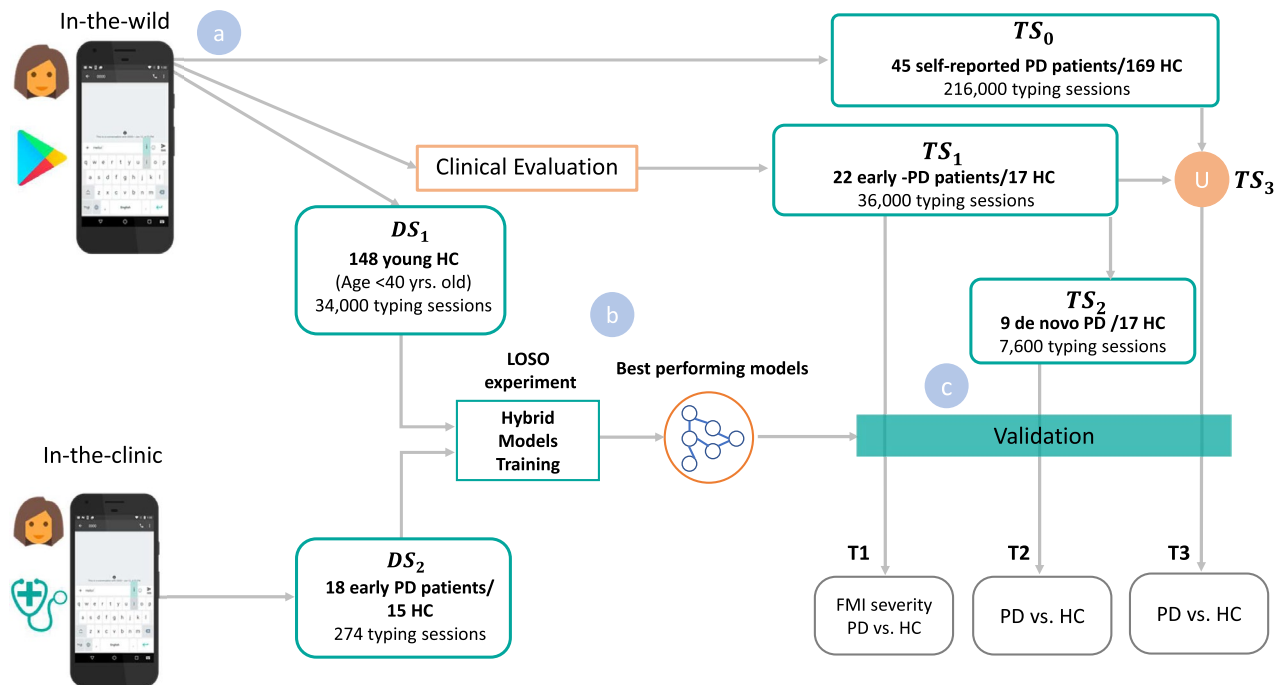 In-the-wild
a
TS0
45 self-reported PD patients/169 HC
216,000 typing sessions
Clinical Evaluation
TS1
22 early -PD patients/17 HC
36,000 typing sessions
U
TS3
DS1
148 young HC
(Age <40 yrs. old)
34,000 typing sessions
TS2
9 de novo PD /17 HC
7,600 typing sessions
b
LOSO
experiment
Best performing models
c
Hybrid
Models
Training
Validation
In-the-clinic
DS2
18 early PD patients/
15 HC
274 typing sessions
T1
T2
T3
FMI severity
PD vs. HC
PD vs. HC
PD vs. HC
q w e r t y u i o p
a s d f g h j k l
z x c v b n m
English
q w e r t y u i o p
a s d f g h j k l
z x c v b n m
English